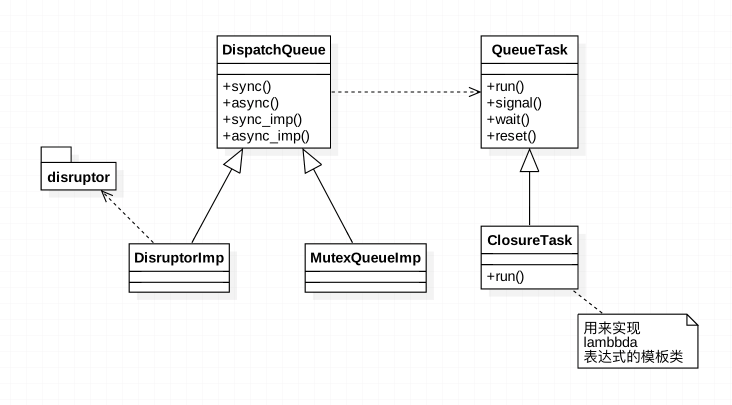 DispatchQueue
+sync()
+async()
+sync_imp()
+async_imp()
QueueTask
+run()
+signal()
+wait()
+reset()
disruptor
DisruptorImp
MutexQueueImp
ClosureTask
+run()
用来实现
lambbda
表达式的模板类